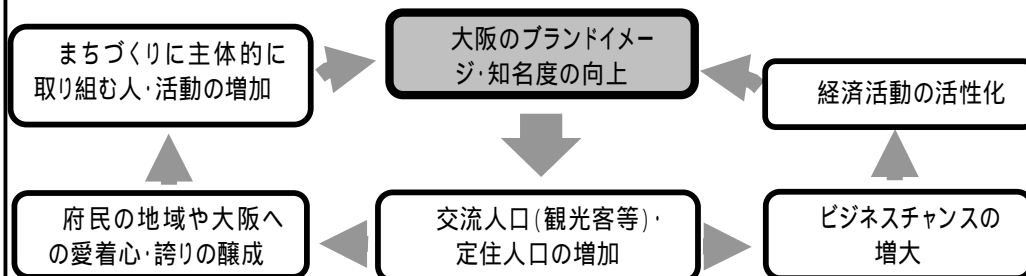 まちづくりに主体的に
取り組む人・活動の増加
大阪のブランドイメー
ジ・知名度の向上
経済活動の活性化
府民の地域や大阪へ
の愛着心・誇りの醸成
交流人口(観光客等)・
定住人口の増加
ビジネスチャンスの
増大